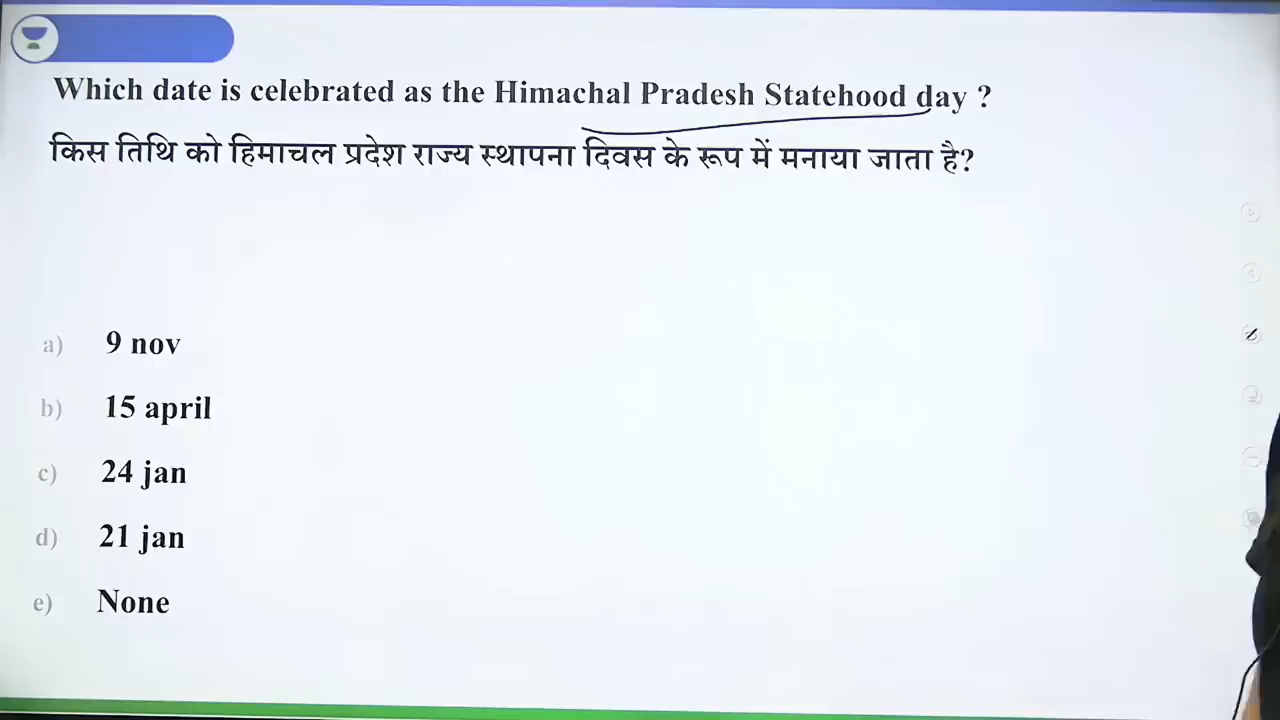 Which date is celebrated as the Himachal Pradesh Statehood day ?
किस तिथि को हिमाचल प्रदेश राज्य स्थापना दिवस के रूप में मनाया जाता है?
a) 9 nov
b) 15 april
c) 24 jan
d) 21 jan
e) None